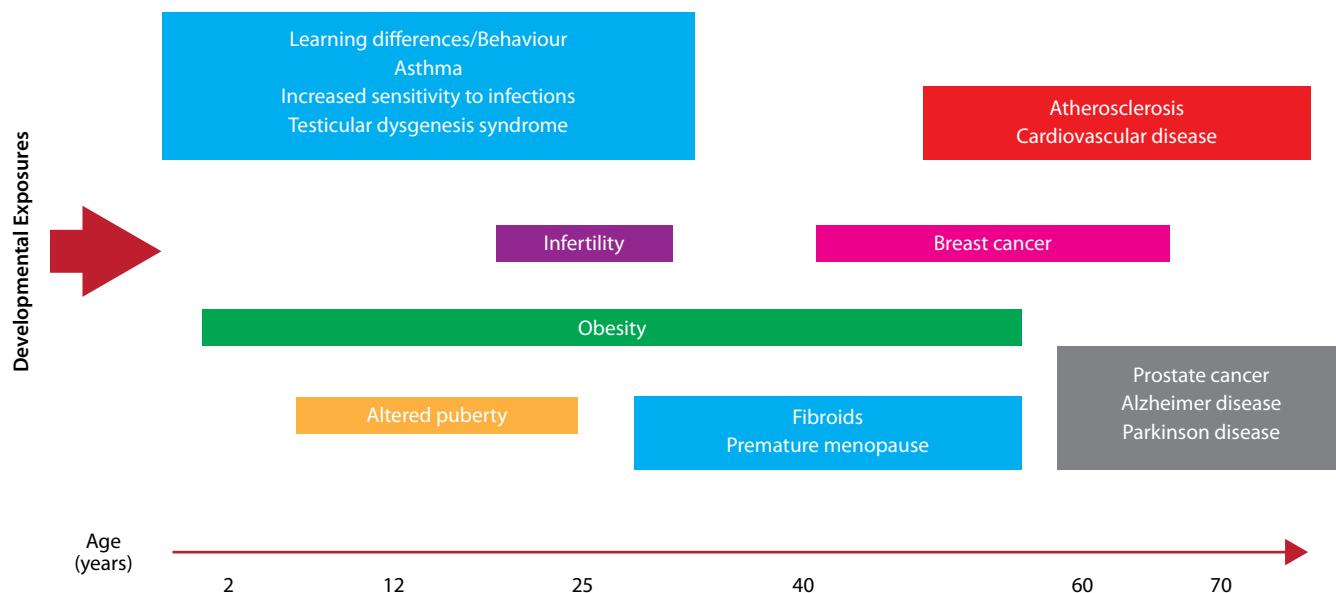 Developmental Exposures
Learning differences/Behaviour
Asthma
Increased sensitivity to infections
Testicular dysgenesis syndrome
Atherosclerosis
Cardiovascular disease
Infertility
Breast cancer
Obesity
Altered puberty
Fibroids
Premature menopause
Prostate cancer
Alzheimer disease
Parkinson disease
Age
(years)
2
12
25
40
60
70